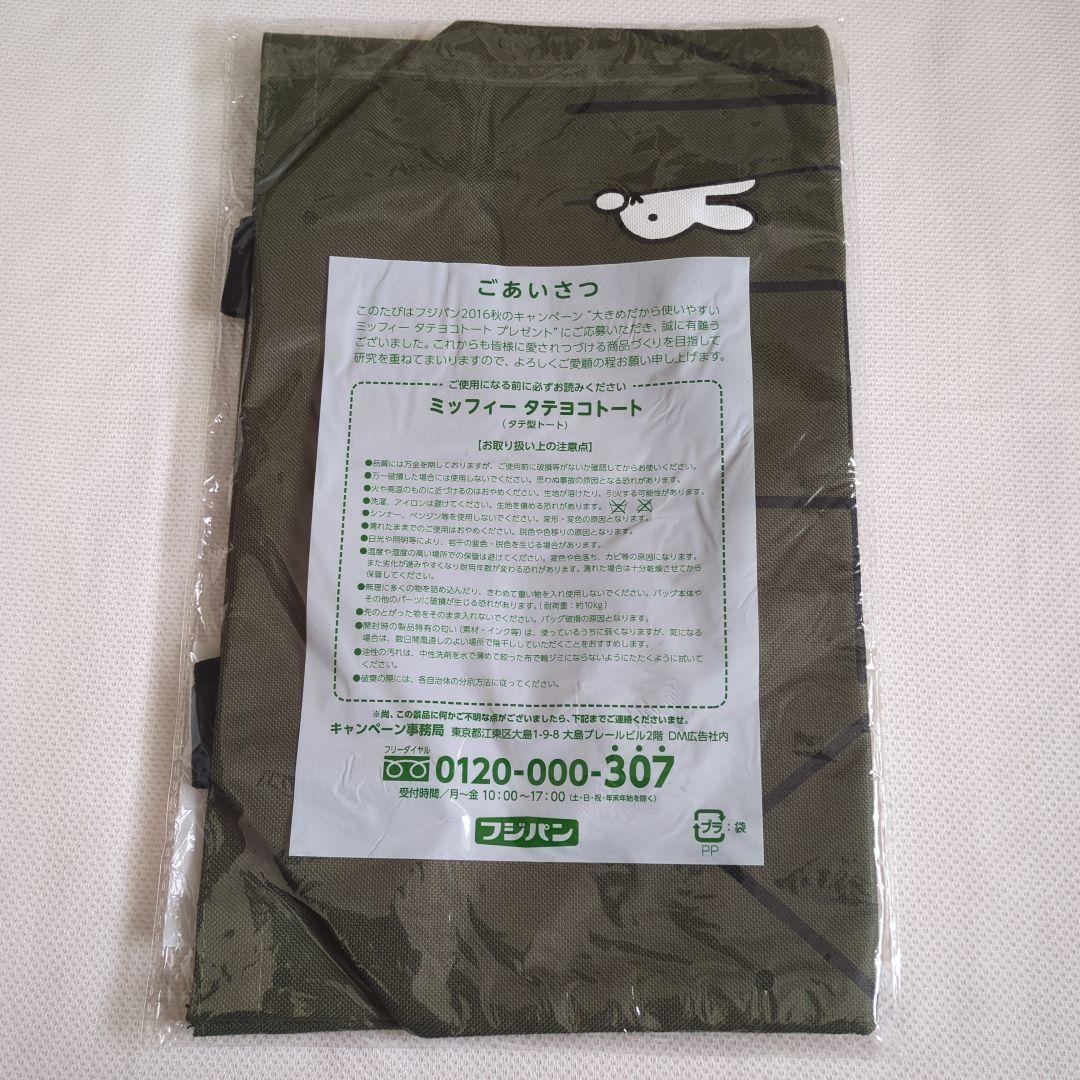 ごあいさつ
このたびはフジパン2016秋のキャンペーン“大きめだから使いやすい
ミッフィー タテヨコトート プレゼント”にご応募いただき、誠に有難う
ございました。これからも皆様に愛されつづける商品づくりを目指して
研究を重ねてまいりますので、よろしくご愛顧の程お願い申し上げます。
ご使用になる前に必ずお読みください
ミッフィー タテヨコトート
(タテ型トート)
【お取り扱い上の注意点】
●品質には万全を期しておりますが、ご使用前に破損等がないか確認してからお使いください。
●万一破損した場合には使用しないでください。思わぬ事故の原因となる恐れがあります。
●火や高温のものに近づけるのはおやめください。生地が溶けたり、引火する可能性があります。
●洗濯、アイロンは避けてください。生地を傷める恐れがあります。
●シンナー、ベンジン等を使用しないでください。変形・変色の原因となります。
●濡れたままでのご使用はおやめください。脱色や色移りの原因となります。
●日光や照明等により、若干の変色・脱色を生じる場合があります。
●温度や湿度の高い場所での保管は避けてください。変色や色落ち、カビ等の原因になります。
また劣化が進みやすくなり耐用年数が変わる恐れがあります。濡れた場合は十分乾燥させてから
保管してください。
●無理に多くの物を詰め込んだり、きわめて重い物を入れ使用しないでください。バッグ本体や
その他のパーツに破損が生じる恐れがあります。(耐荷重:約10kg)
●先のとがった物をそのまま入れないでください。バッグ破損の原因となります。
●開封時の製品特有の匂い(素材・インク等)は、使っているうちに弱くなりますが、気になる
場合は、数日間風通しのよい場所で陰干ししていただくことをおすすめします。
●油性の汚れは、中性洗剤を水で薄めて絞った布で輪ジミにならないようにたたくように拭いて
ください。
●破棄の際には、各自治体の分別方法に従ってください。
※尚、この景品に何かご不明な点がございましたら、下記までご連絡くださいませ。
キャンペーン事務局 東京都江東区大島1-9-8 大島プレールビル2階 DM広告社内
フリーダイヤル
0120-000-307
受付時間/月〜金 10:00〜17:00 (土・日・祝・年末年始を除く)
フジパン
プラ:袋
PP